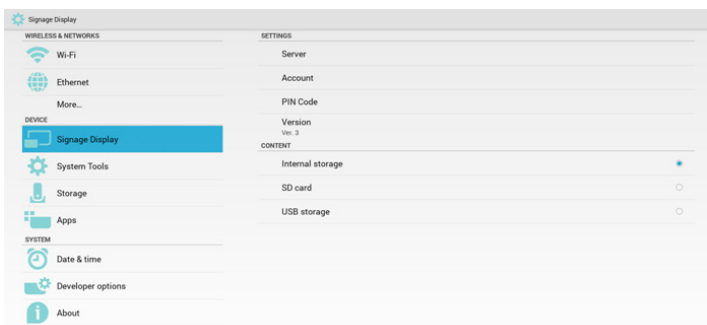 Signage Display
WIRELESS & NETWORKS
Wi-Fi
Ethernet
More...
DEVICE
Signage Display
System Tools
Storage
Apps
SYSTEM
Date & time
Developer options
About
SETTINGS
Server
Account
PIN Code
Version
Ver. 3
CONTENT
Internal storage
SD card
USB storage